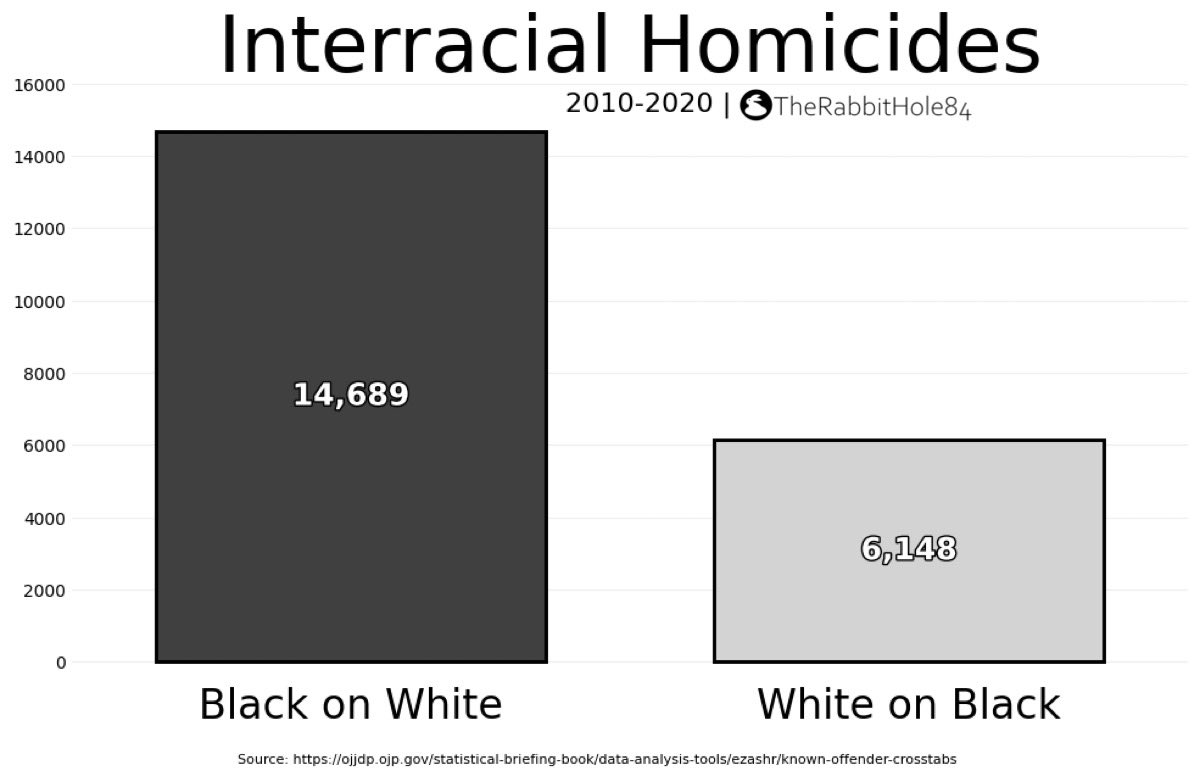 Interracial Homicides
2010-2020 | TheRabbitHole84
16000
14000
12000
10000
8000
6000
4000
2000
0
14,689
6,148
Black on White
White on Black
Source: https://ojjdp.ojp.gov/statistical-briefing-book/data-analysis-tools/ezashr/known-offender-crosstabs